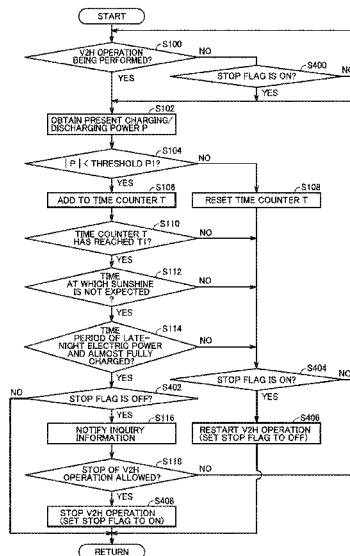 START
S100
V2H OPERATION
BEING PERFORMED?
NO
YES
S400
STOP FLAG IS ON?
NO
YES
S102
OBTAIN PRESENT CHARGING/
DISCHARGING POWER P
S104
| P | < THRESHOLD P1?
NO
YES
S106
ADD TO TIME COUNTER T
S108
RESET TIME COUNTER T
S110
TIME COUNTER T
HAS REACHED T1?
NO
YES
S112
TIME
AT WHICH SUNSHINE
IS NOT EXPECTED
?
NO
YES
S114
TIME
PERIOD OF LATE-
NIGHT ELECTRIC POWER
AND ALMOST FULLY
CHARGED?
NO
YES
S402
NO
STOP FLAG IS OFF?
YES
S404
STOP FLAG IS ON?
NO
YES
S116
NOTIFY INQUIRY
INFORMATION
S406
RESTART V2H OPERATION
(SET STOP FLAG TO OFF)
S118
STOP OF V2H
OPERATION ALLOWED?
NO
YES
S408
STOP V2H OPERATION
(SET STOP FLAG TO ON)
RETURN